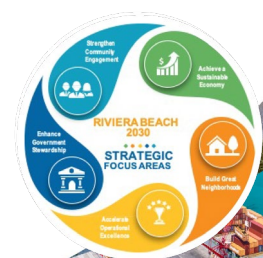 Strengthen
Community
Engagement
Achieve a
Sustainable
Economy
RIVIERA BEACH
2030
STRATEGIC
FOCUS AREAS
Enhance
Government
Stewardship
Build Great
Neighborhoods
Accelerate
Operational
Excellence